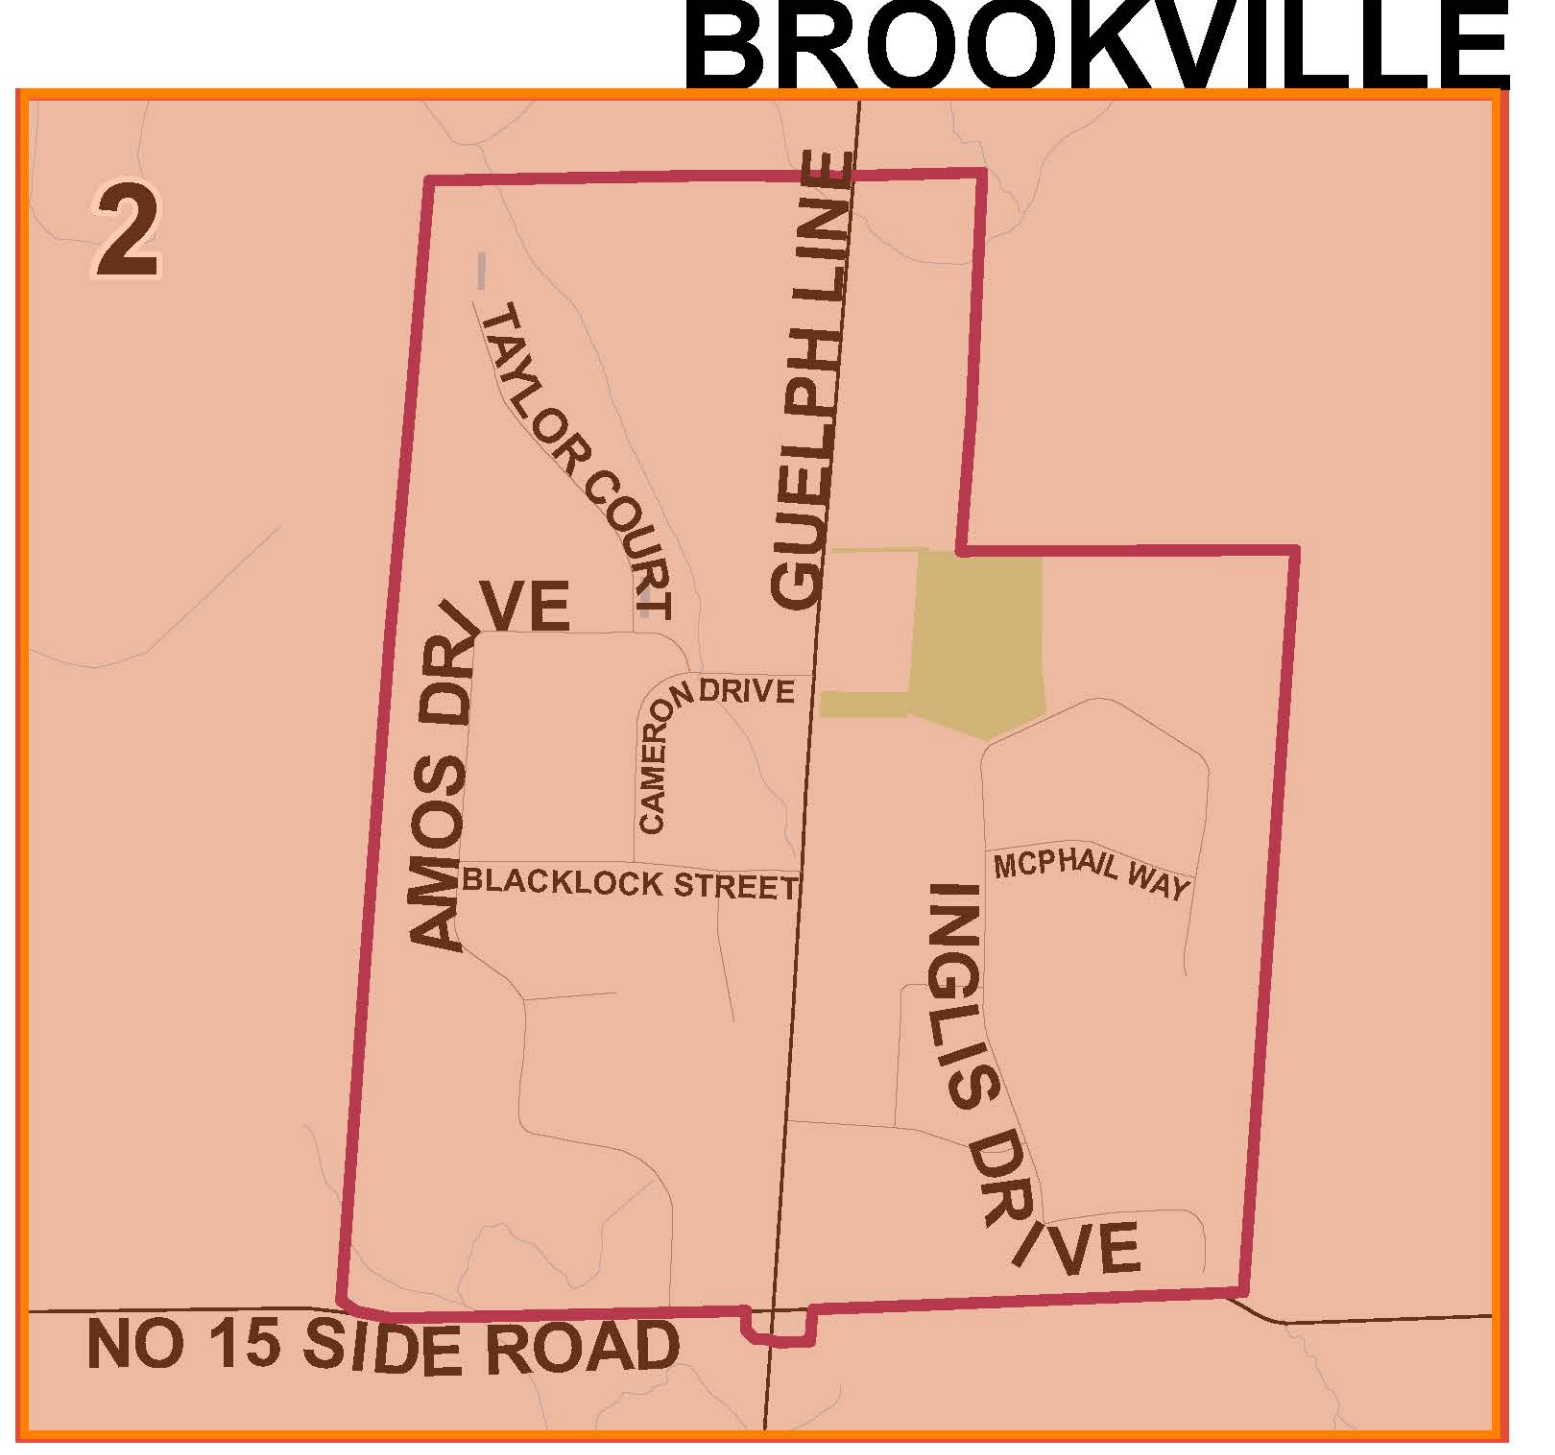 BROOKVILLE
2
GUELPH LINE
TAYLOR COURT
AMOS DRIVE
CAMERON DRIVE
BLACKLOCK STREET
MCPHAIL WAY
INGLIS DRIVE
NO 15 SIDE ROAD